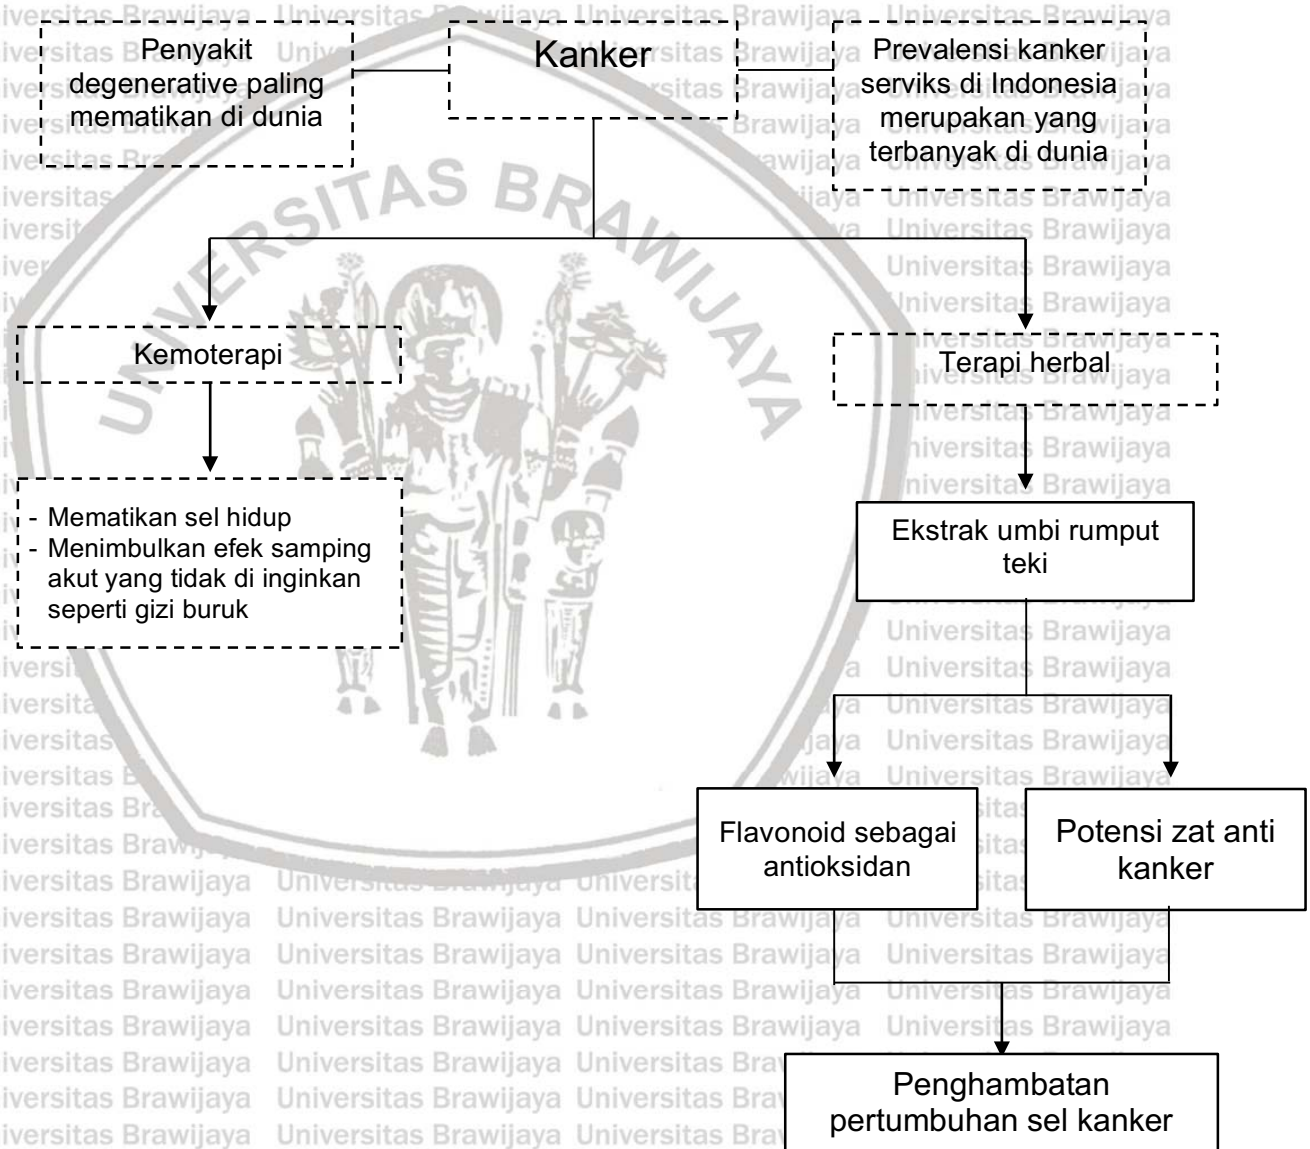 Penyakit
degenerative paling
mematikan di dunia
Kanker
Prevalensi kanker
serviks di Indonesia
merupakan yang
terbanyak di dunia
Kemoterapi
Terapi herbal
- Mematikan sel hidup
- Menimbulkan efek samping
akut yang tidak di inginkan
seperti gizi buruk
Ekstrak umbi rumput
teki
Flavonoid sebagai
antioksidan
Potensi zat anti
kanker
Penghambatan
pertumbuhan sel kanker
UNIVERSITAS BRAWIJAYA
Universitas Brawijaya